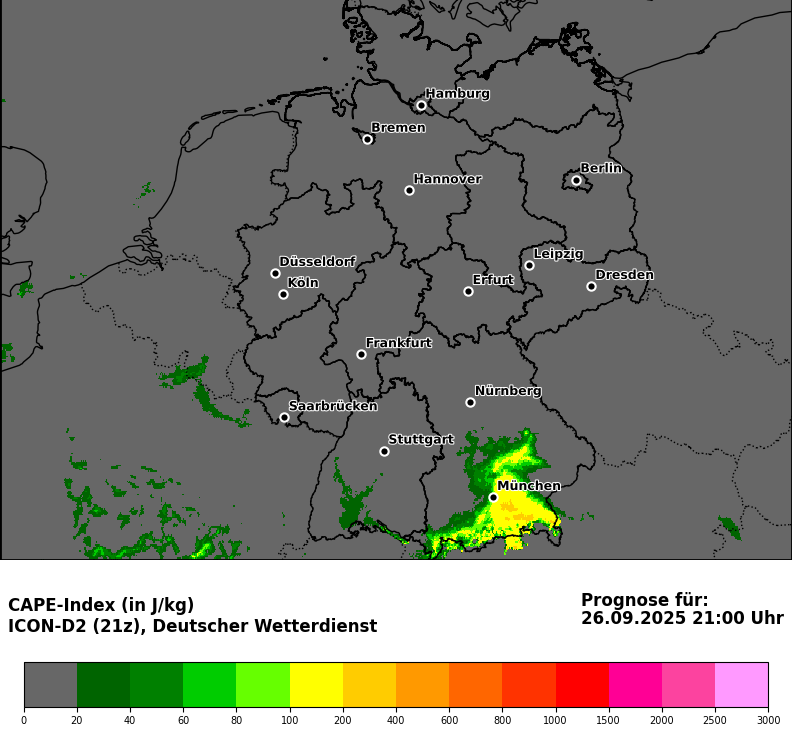 Hamburg
Bremen
Berlin
Hannover
Leipzig
Düsseldorf
Dresden
Köln
Erfurt
Frankfurt
Nürnberg
Saarbrücken
Stuttgart
München
CAPE-Index (in J/kg)
ICON-D2 (21z), Deutscher Wetterdienst
Prognose für:
26.09.2025 21:00 Uhr
0 20 40 60 80 100 200 400 600 800 1000 1500 2000 2500 3000